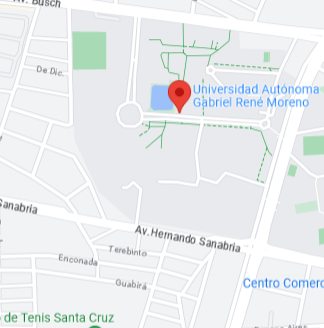 Av. Busch
De Dic.
Universidad Autónoma
Gabriel René Moreno
Sanabria
Av. Hernando Sanabria
Terebinto
Enconada
Guabirá
Centro Comerc
o de Tenis Santa Cruz